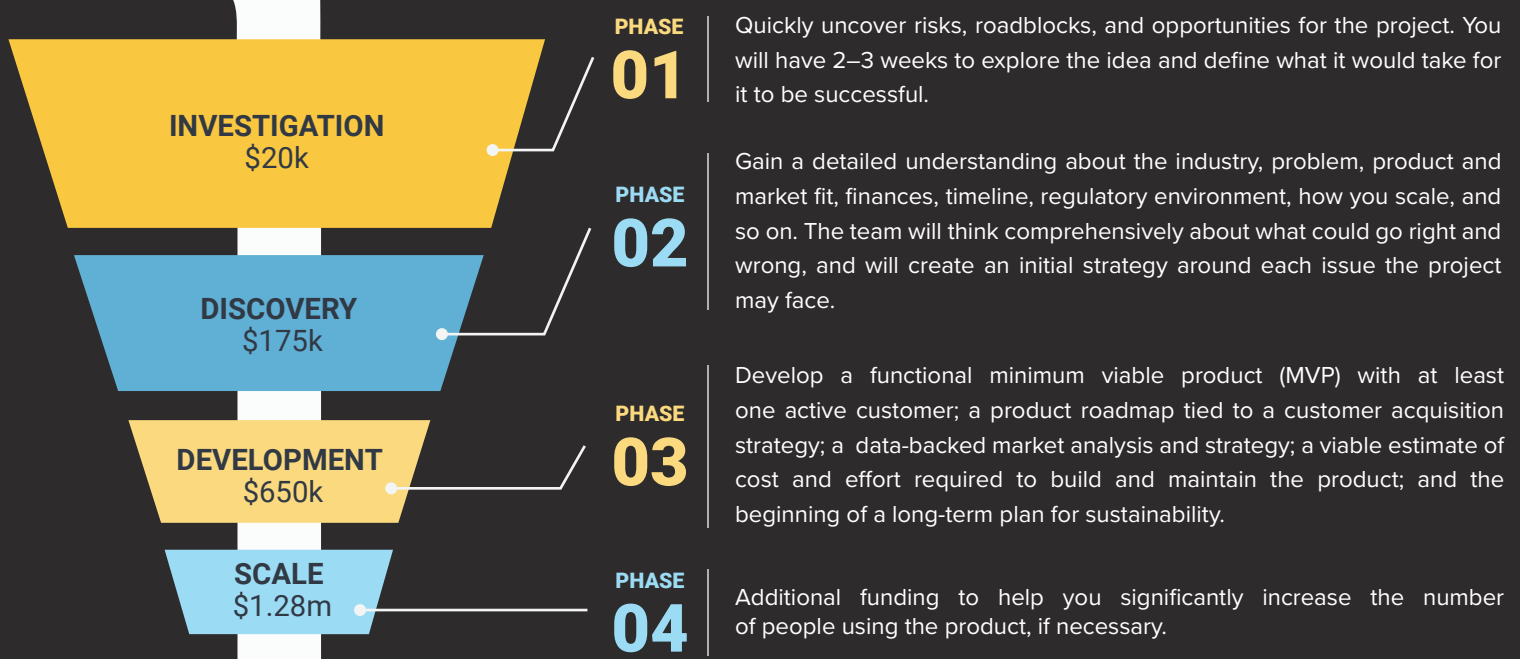 INVESTIGATION
$20k
PHASE
01
Quickly uncover risks, roadblocks, and opportunities for the project. You
will have 2–3 weeks to explore the idea and define what it would take for
it to be successful.
DISCOVERY
$175k
PHASE
02
Gain a detailed understanding about the industry, problem, product and
market fit, finances, timeline, regulatory environment, how you scale, and
so on. The team will think comprehensively about what could go right and
wrong, and will create an initial strategy around each issue the project
may face.
DEVELOPMENT
$650k
PHASE
03
Develop a functional minimum viable product (MVP) with at least
one active customer; a product roadmap tied to a customer acquisition
strategy; a data-backed market analysis and strategy; a viable estimate of
cost and effort required to build and maintain the product; and the
beginning of a long-term plan for sustainability.
SCALE
$1.28m
PHASE
04
Additional funding to help you significantly increase the number
of people using the product, if necessary.